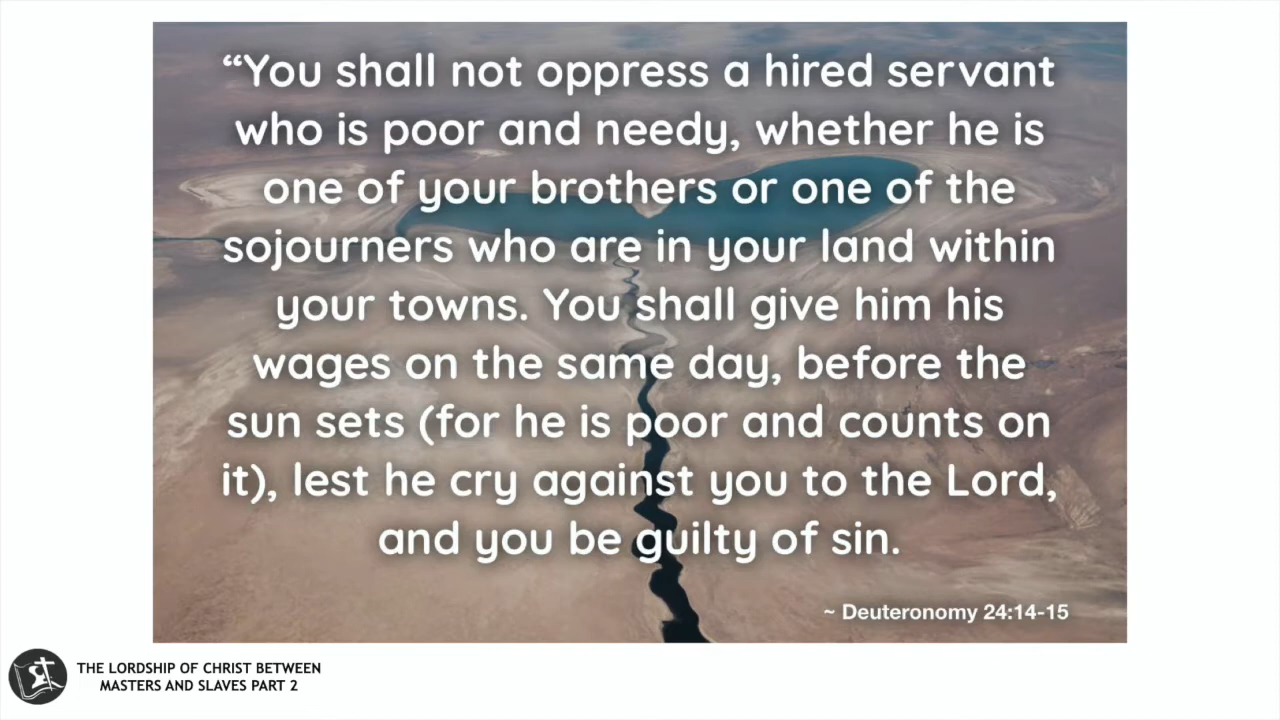 “You shall not oppress a hired servant
who is poor and needy, whether he is
one of your brothers or one of the
sojourners who are in your land within
your towns. You shall give him his
wages on the same day, before the
sun sets (for he is poor and counts on
it), lest he cry against you to the Lord,
and you be guilty of sin.
~ Deuteronomy 24:14-15
THE LORDSHIP OF CHRIST BETWEEN
MASTERS AND SLAVES PART 2